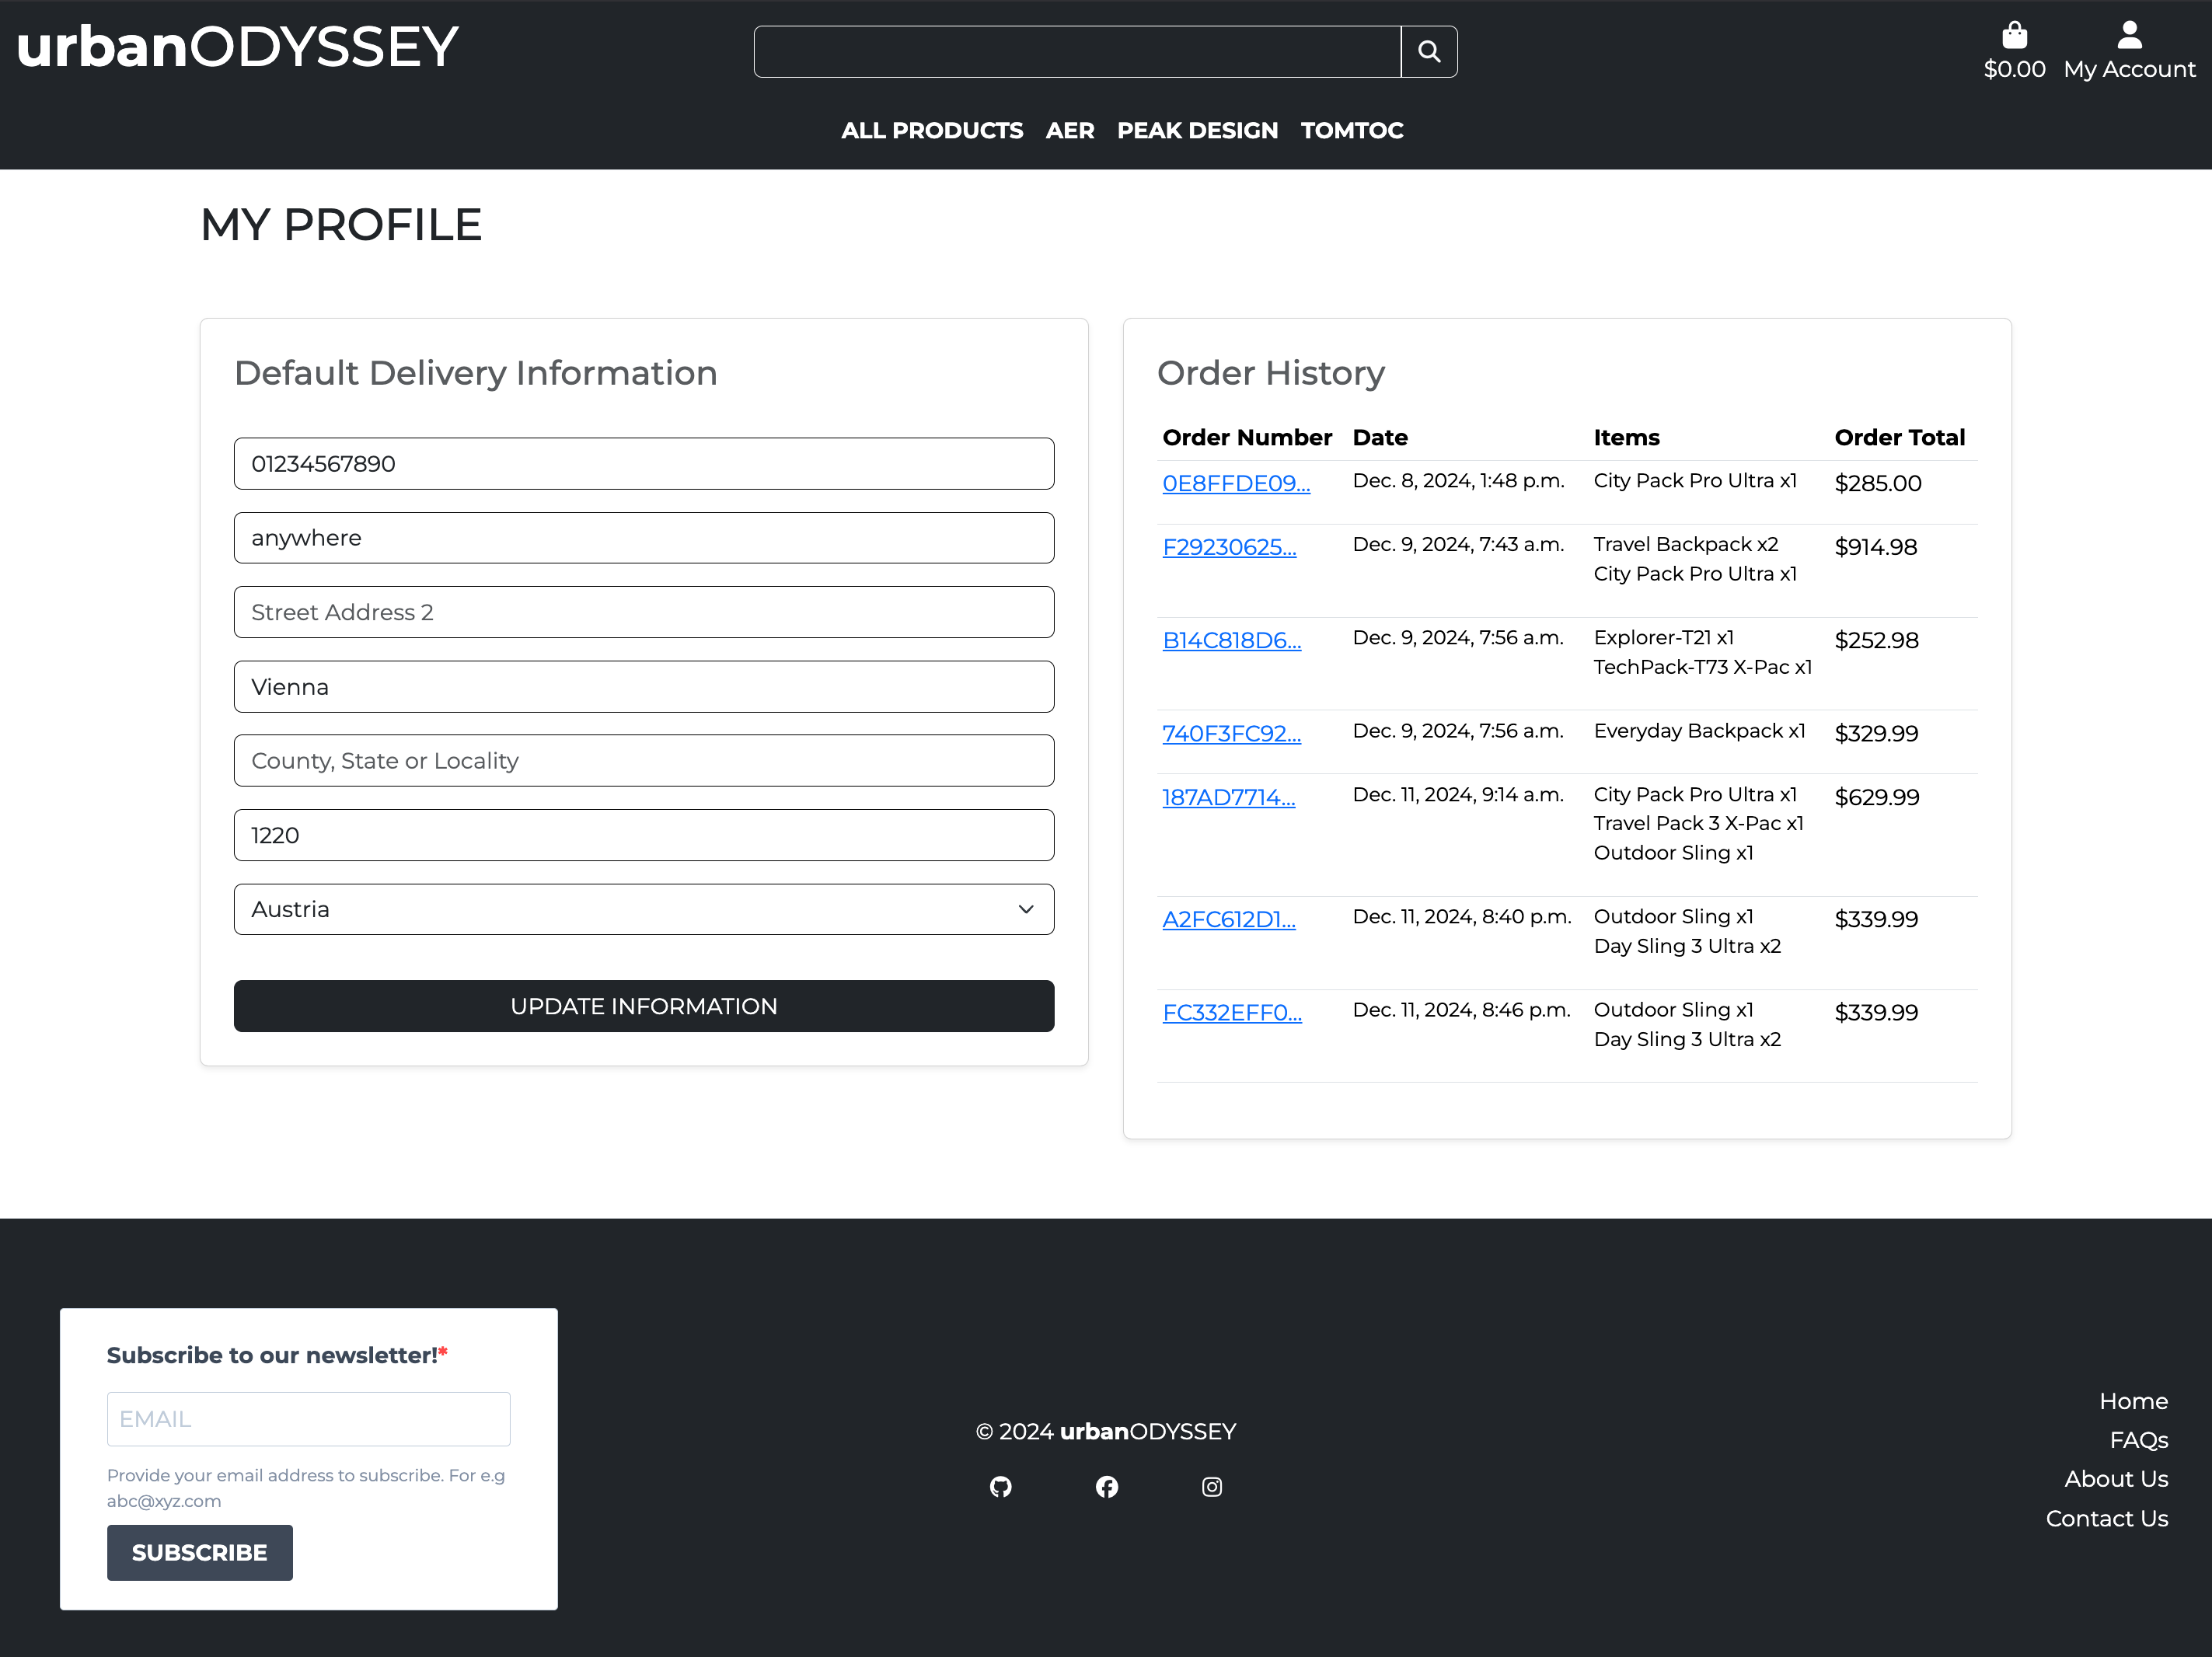 urbanODYSSEY
$0.00 My Account
ALL PRODUCTS AER PEAK DESIGN TOMTOC
MY PROFILE
Default Delivery Information
01234567890
anywhere
Street Address 2
Vienna
County, State or Locality
1220
Austria
UPDATE INFORMATION
Order History
Order Number Date Items Order Total
0E8FFDE09... Dec. 8, 2024, 1:48 p.m. City Pack Pro Ultra x1 $285.00
F29230625... Dec. 9, 2024, 7:43 a.m. Travel Backpack x2 $914.98
City Pack Pro Ultra x1
B14C818D6... Dec. 9, 2024, 7:56 a.m. Explorer-T21 x1 $252.98
TechPack-T73 X-Pac x1
740F3FC92... Dec. 9, 2024, 7:56 a.m. Everyday Backpack x1 $329.99
187AD7714... Dec. 11, 2024, 9:14 a.m. City Pack Pro Ultra x1 $629.99
Travel Pack 3 X-Pac x1
Outdoor Sling x1
A2FC612D1... Dec. 11, 2024, 8:40 p.m. Outdoor Sling x1 $339.99
Day Sling 3 Ultra x2
FC332EFF0... Dec. 11, 2024, 8:46 p.m. Outdoor Sling x1 $339.99
Day Sling 3 Ultra x2
Subscribe to our newsletter!*
EMAIL
Provide your email address to subscribe. For e.g
abc@xyz.com
SUBSCRIBE
© 2024 urbanODYSSEY
Home
FAQs
About Us
Contact Us